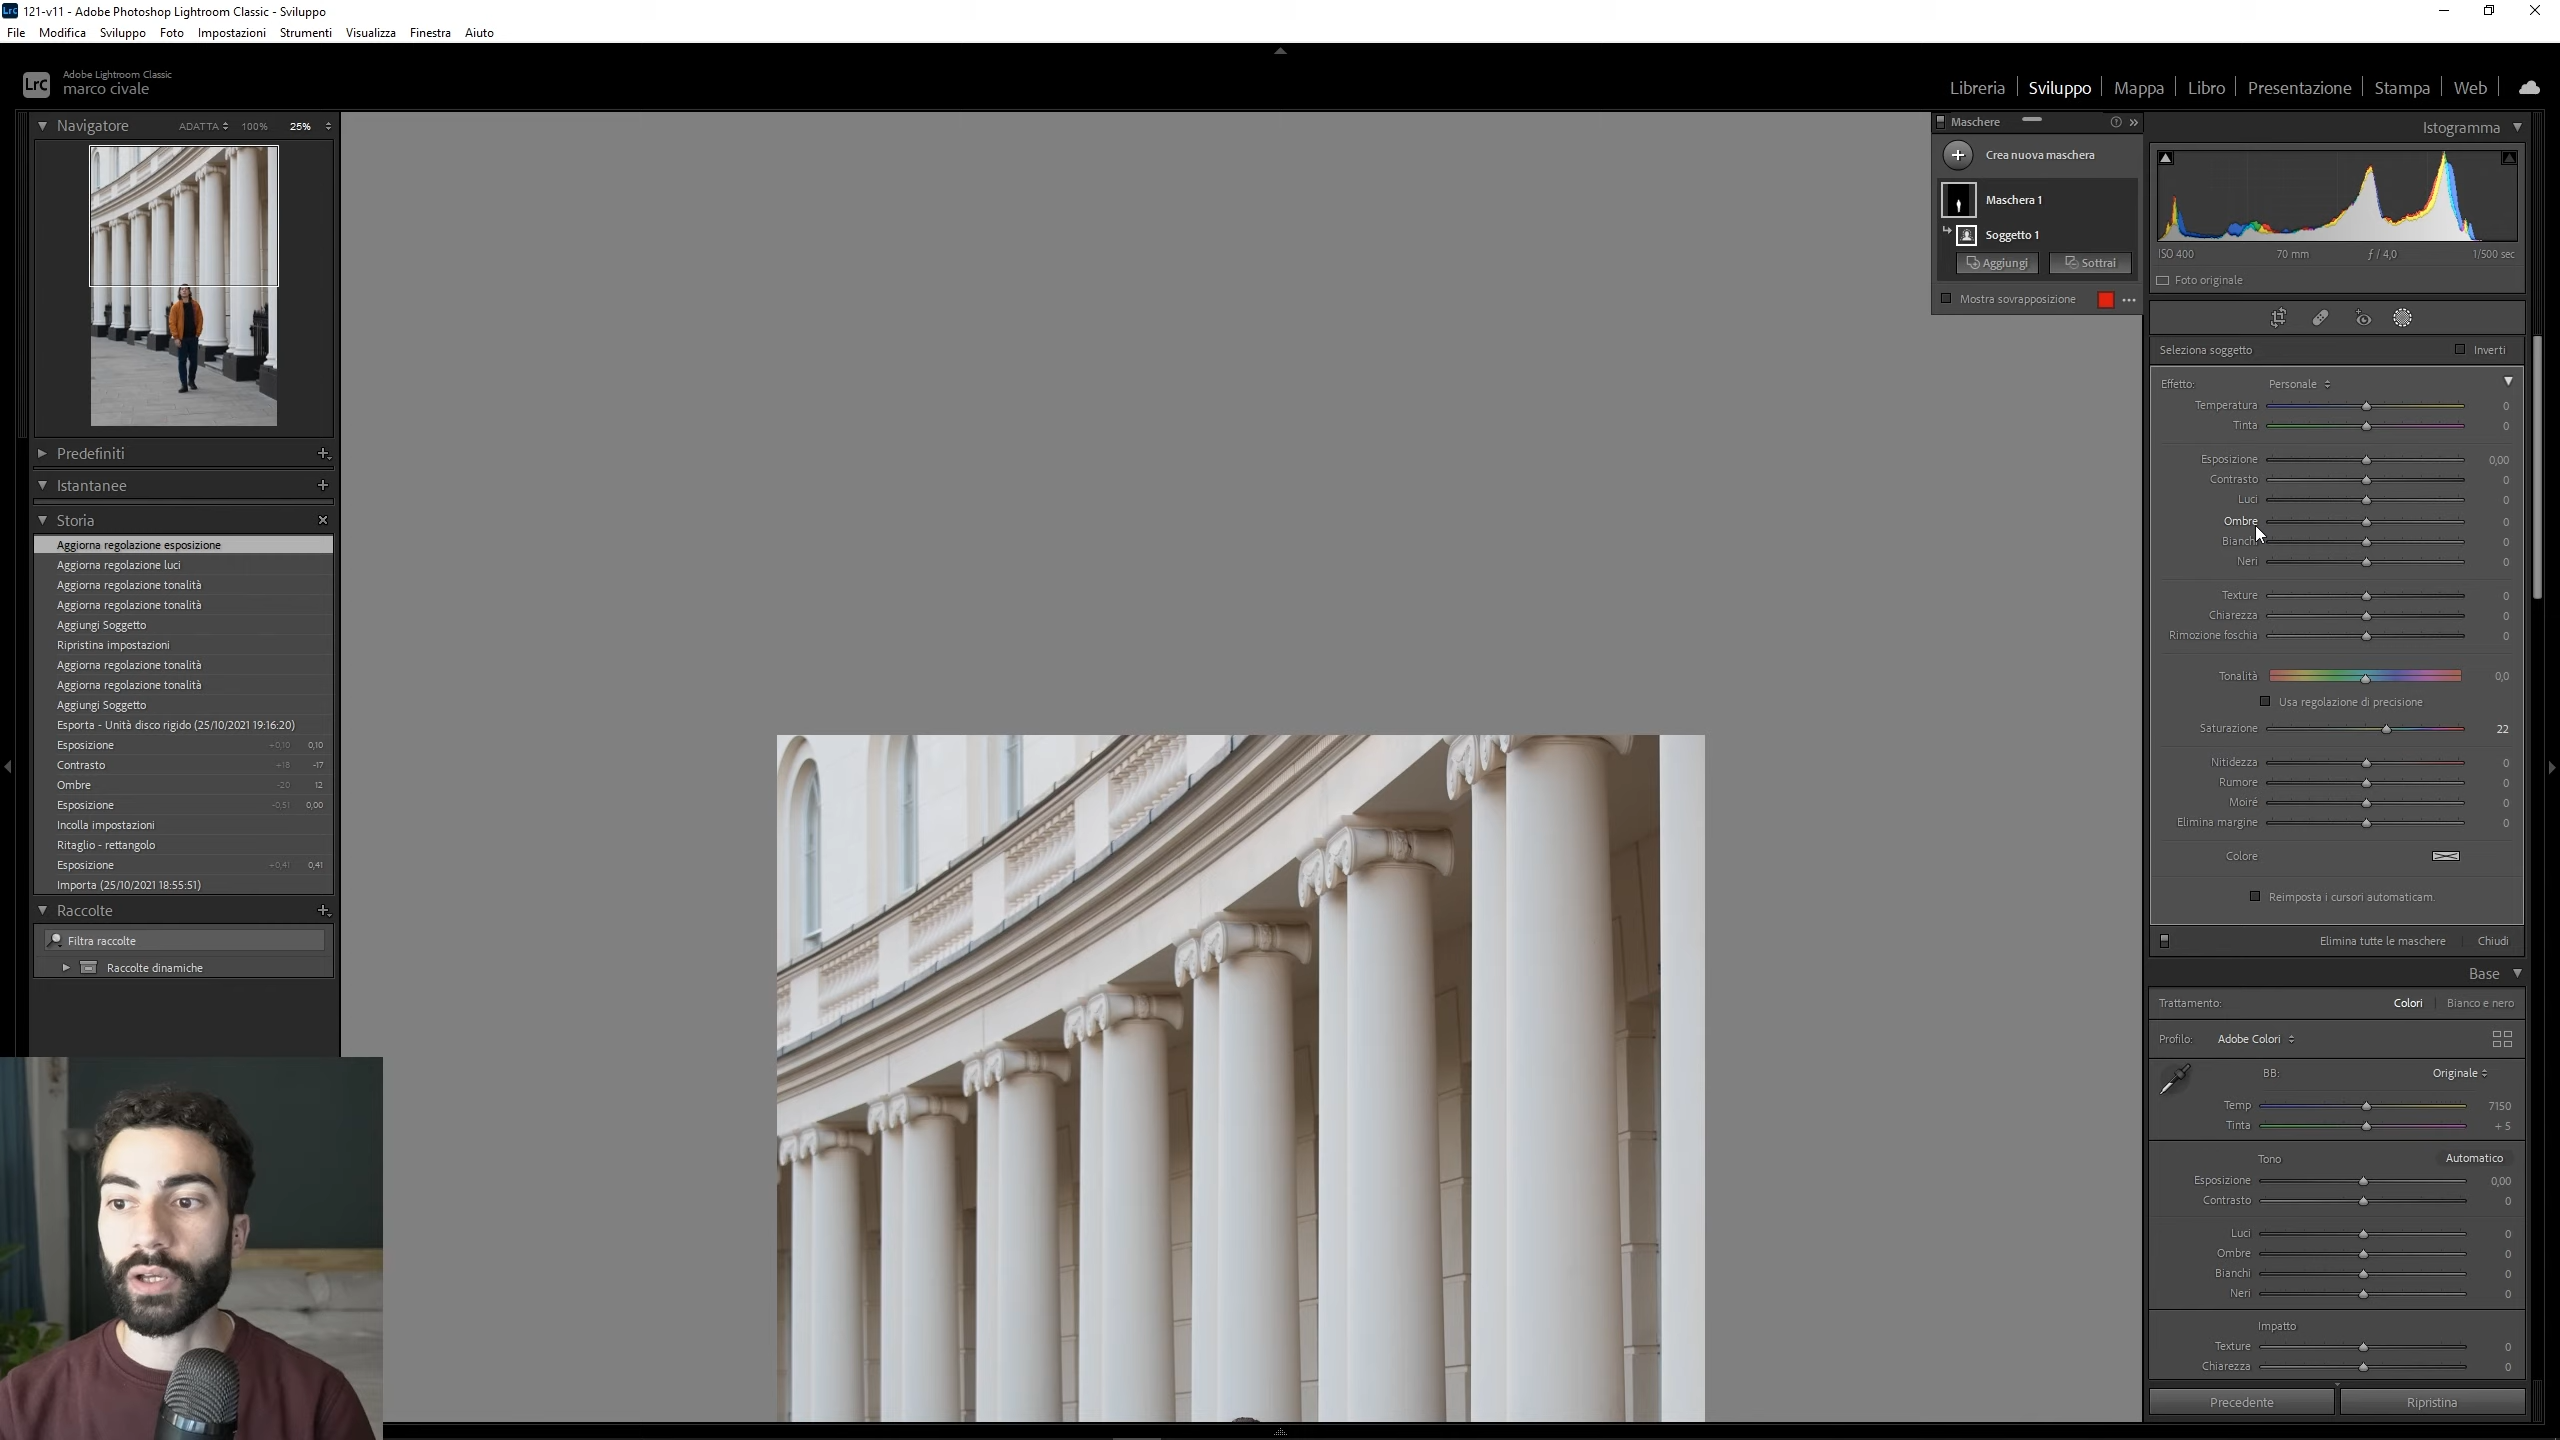 121-v11 - Adobe Photoshop Lightroom Classic - Sviluppo
File Modifica Sviluppo Foto Impostazioni Strumenti Visualizza Finestra Aiuto
LrC Adobe Lightroom Classic
marco civale
Libreria Sviluppo Mappa Libro Presentazione Stampa Web
Navigatore ADATTA 100% 25%
Predefiniti
Istantanee
Storia
Aggiorna regolazione esposizione
Aggiorna regolazione luci
Aggiorna regolazione tonalità
Aggiorna regolazione tonalità
Aggiungi Soggetto
Ripristina impostazioni
Aggiorna regolazione tonalità
Aggiorna regolazione tonalità
Aggiungi Soggetto
Esporta - Unità disco rigido (25/10/2021 19:16:20)
Esposizione +0,10 0,10
Contrasto +18 -17
Ombre -20 12
Esposizione -0,51 0,00
Incolla impostazioni
Ritaglio - rettangolo
Esposizione +0,41 0,41
Importa (25/10/2021 18:55:51)
Raccolte
Filtra raccolte
Raccolte dinamiche
Maschere
Crea nuova maschera
Maschera 1
Soggetto 1
Aggiungi Sottrai
Mostra sovrapposizione
Istogramma
ISO 400 70 mm ƒ / 4,0 1/500 sec
Foto originale
Seleziona soggetto Inverti
Effetto: Personale
Temperatura 0
Tinta 0
Esposizione 0,00
Contrasto 0
Luci 0
Ombre 0
Bianchi 0
Neri 0
Texture 0
Chiarezza 0
Rimozione foschia 0
Tonalità 0,0
Usa regolazione di precisione
Saturazione 22
Nitidezza 0
Rumore 0
Moiré 0
Elimina margine 0
Colore
Reimposta i cursori automaticam.
Elimina tutte le maschere Chiudi
Base
Trattamento: Colori Bianco e nero
Profilo: Adobe Colori
BB: Originale
Temp 7150
Tinta + 5
Tono Automatico
Esposizione 0,00
Contrasto 0
Luci 0
Ombre 0
Bianchi 0
Neri 0
Impatto
Texture 0
Chiarezza 0
Precedente Ripristina